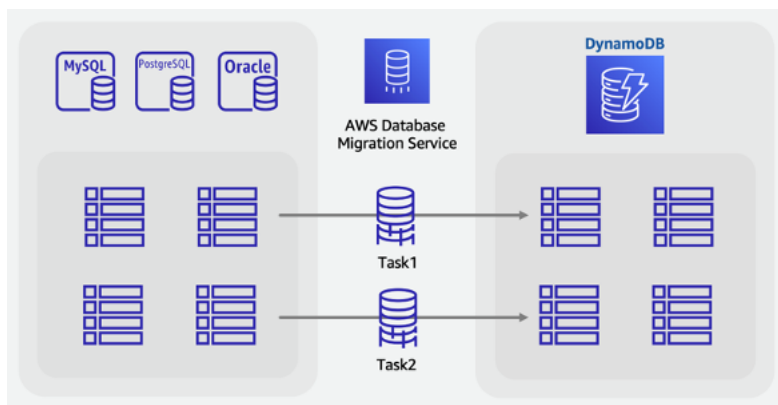 MySQL
PostgreSQL
Oracle
AWS Database
Migration Service
DynamoDB
Task1
Task2